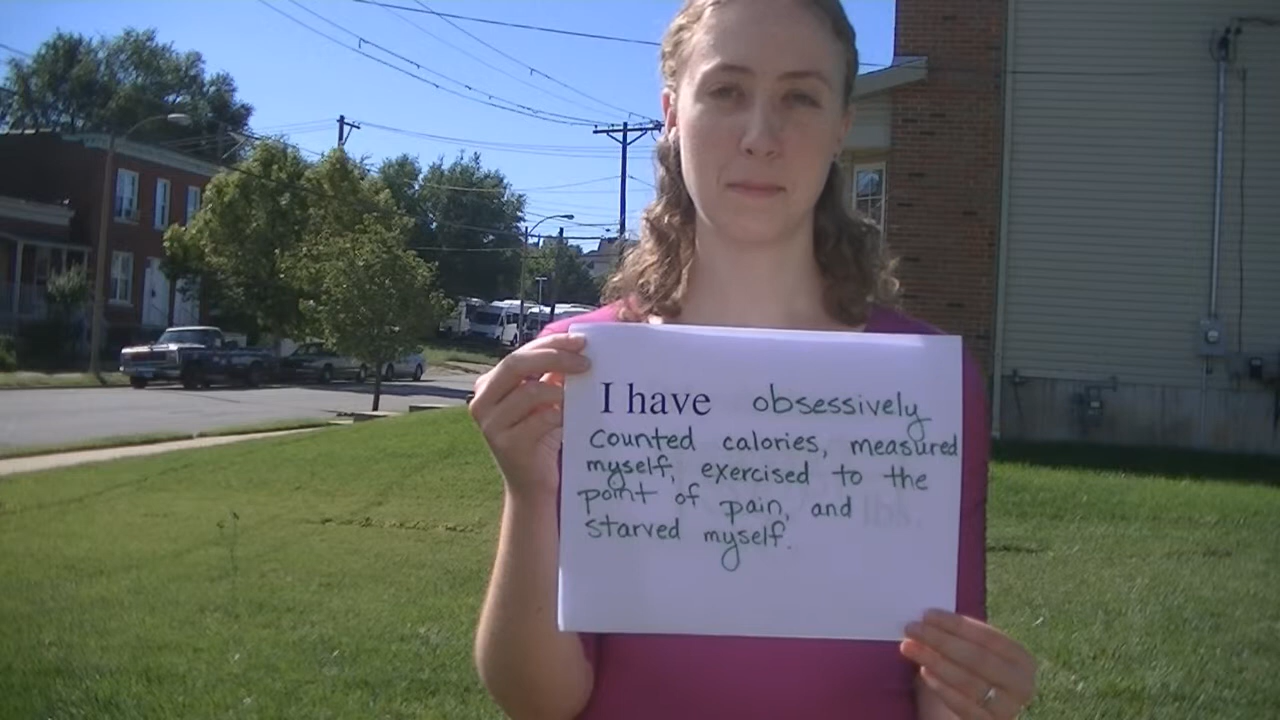 I have obsessively
counted calories, measured
myself, exercised to the
point of pain, and
starved myself.